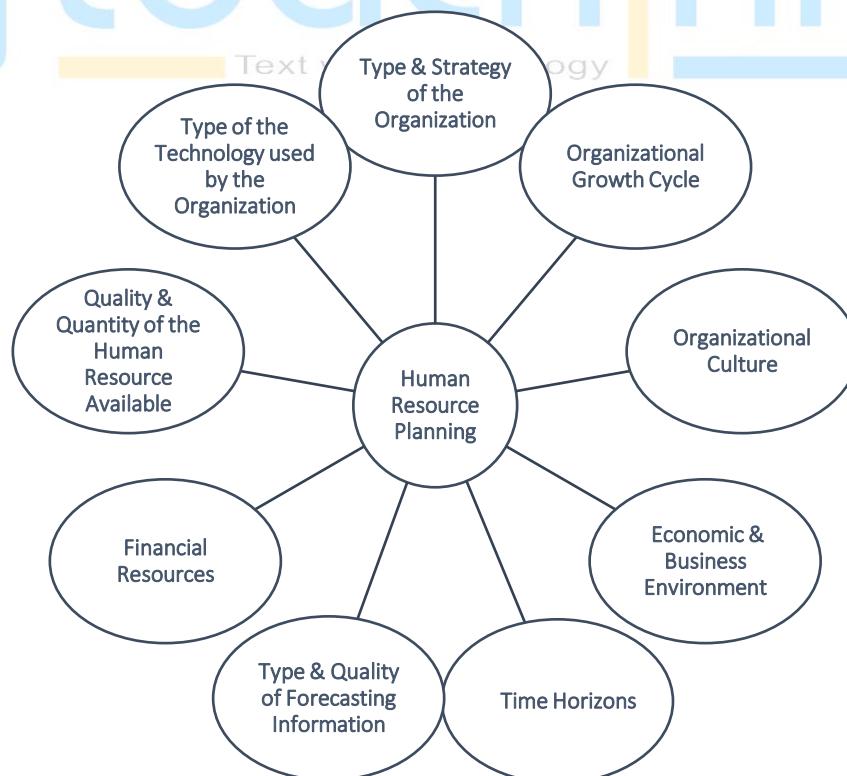 Text
ogy
Type & Strategy
of the
Organization
Organizational
Growth Cycle
Organizational
Culture
Economic &
Business
Environment
Time Horizons
Type & Quality
of Forecasting
Information
Financial
Resources
Quality &
Quantity of the
Human
Resource
Available
Type of the
Technology used
by the
Organization
Human
Resource
Planning